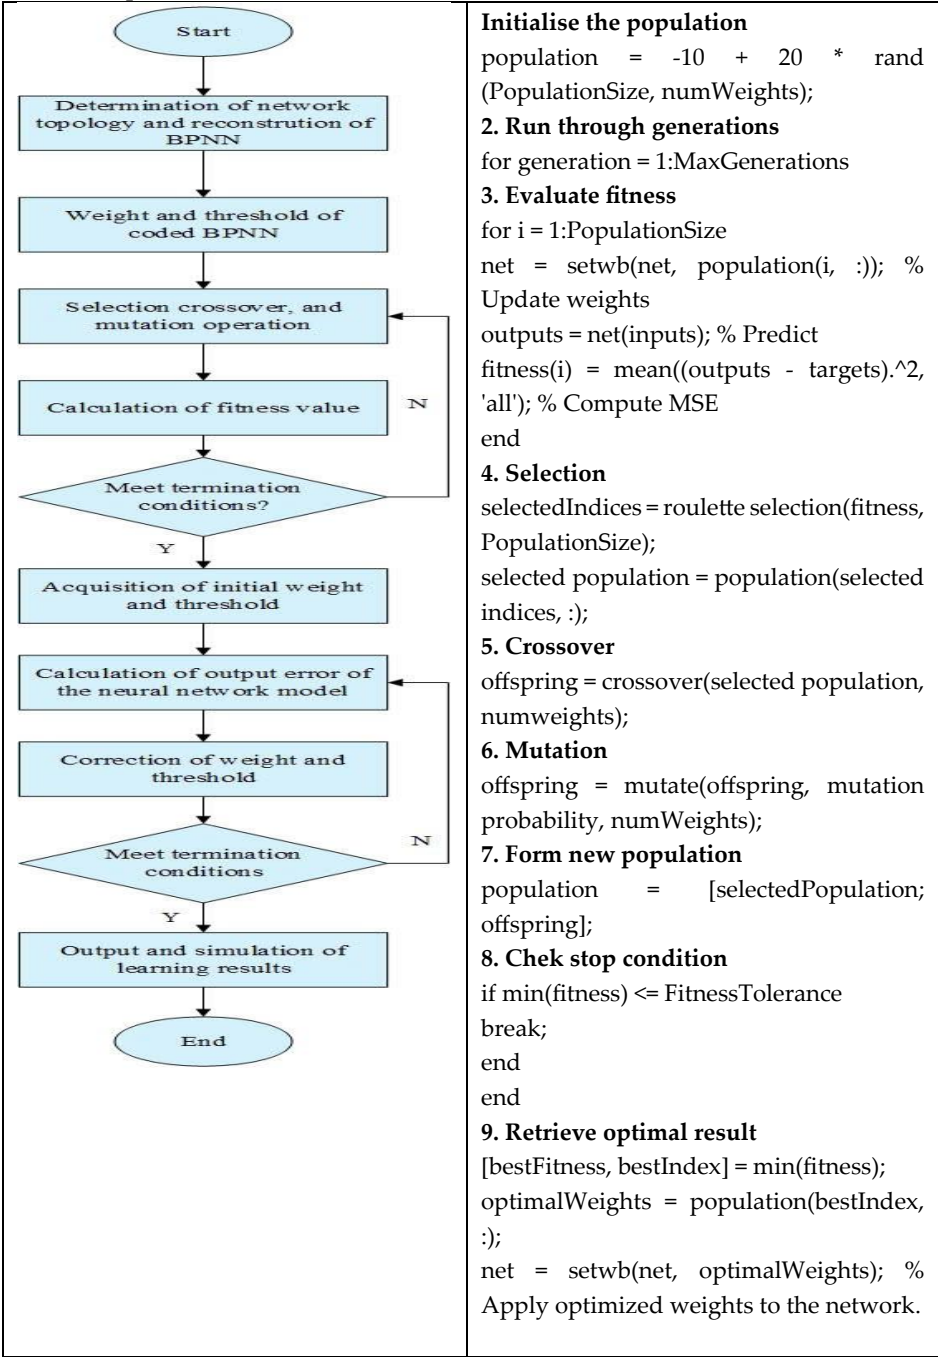 Start
Determination of network
topology and reconstrution of
BPNN
Weight and threshold of
coded BPNN
Selection crossover, and
mutation operation
Calculation of fitness value
N
Meet termination
conditions?
Y
Acquisition of initial weight
and threshold
Calculation of output error of
the neural network model
Correction of weight and
threshold
N
Meet termination
conditions
Y
Output and simulation of
learning results
End
Initialise the population
population = -10 + 20 * rand
(PopulationSize, numWeights);
2. Run through generations
for generation = 1:MaxGenerations
3. Evaluate fitness
for i = 1:PopulationSize
net = setwb(net, population(i, :)); %
Update weights
outputs = net(inputs); % Predict
fitness(i) = mean((outputs - targets).^2,
'all'); % Compute MSE
end
4. Selection
selectedIndices = roulette selection(fitness,
PopulationSize);
selected population = population(selected
indices, :);
5. Crossover
offspring = crossover(selected population,
numweights);
6. Mutation
offspring = mutate(offspring, mutation
probability, numWeights);
7. Form new population
population = [selectedPopulation;
offspring];
8. Chek stop condition
if min(fitness) <= FitnessTolerance
break;
end
end
9. Retrieve optimal result
[bestFitness, bestIndex] = min(fitness);
optimalWeights = population(bestIndex,
:);
net = setwb(net, optimalWeights); %
Apply optimized weights to the network.